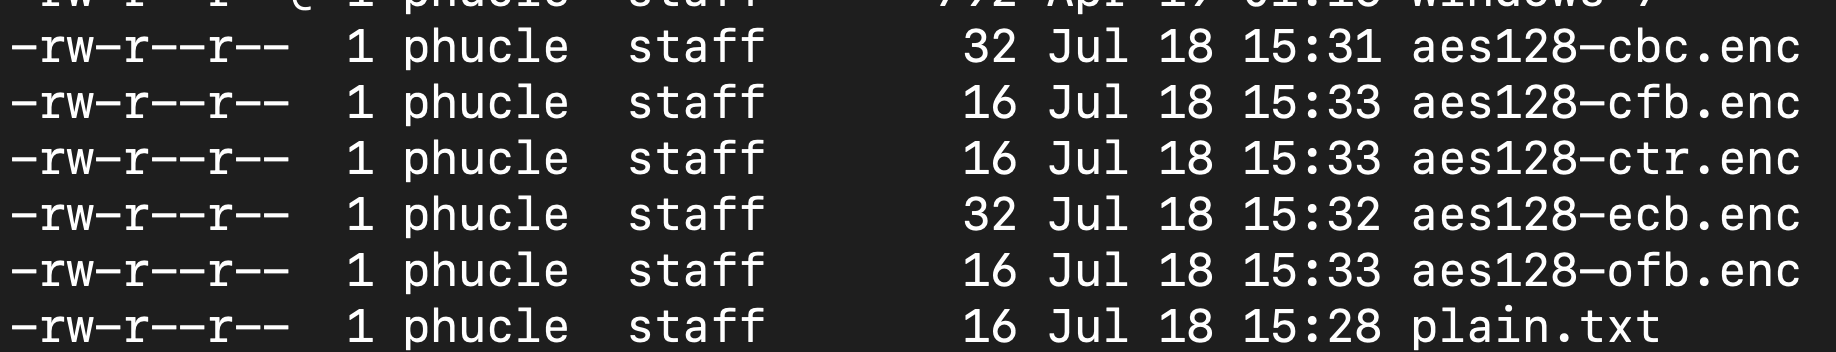 -rw-r--r-- 1 phucle staff 32 Jul 18 15:31 aes128-cbc.enc
-rw-r--r-- 1 phucle staff 16 Jul 18 15:33 aes128-cfb.enc
-rw-r--r-- 1 phucle staff 16 Jul 18 15:33 aes128-ctr.enc
-rw-r--r-- 1 phucle staff 32 Jul 18 15:32 aes128-ecb.enc
-rw-r--r-- 1 phucle staff 16 Jul 18 15:33 aes128-ofb.enc
-rw-r--r-- 1 phucle staff 16 Jul 18 15:28 plain.txt